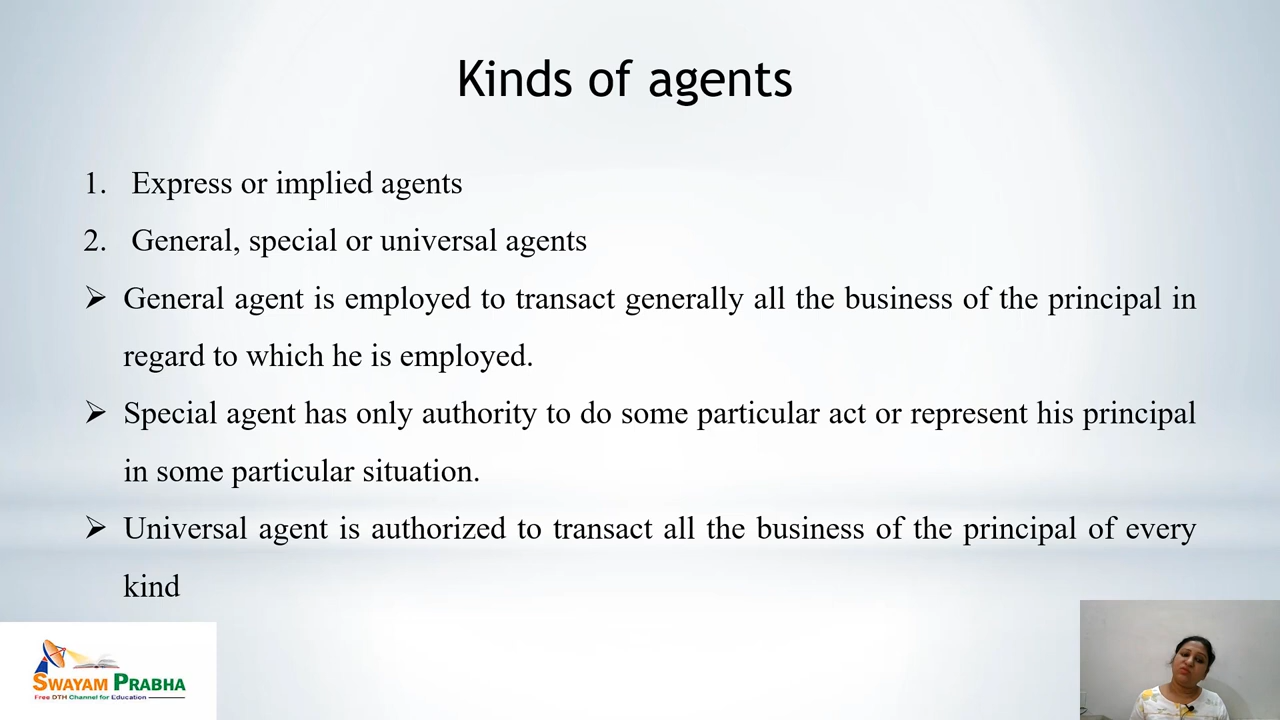 Kinds of agents
1. Express or implied agents
2. General, special or universal agents
➢ General agent is employed to transact generally all the business of the principal in
regard to which he is employed.
➢ Special agent has only authority to do some particular act or represent his principal
in some particular situation.
➢ Universal agent is authorized to transact all the business of the principal of every
kind
SWAYAM PRABHA
Free DTH Channel for Education